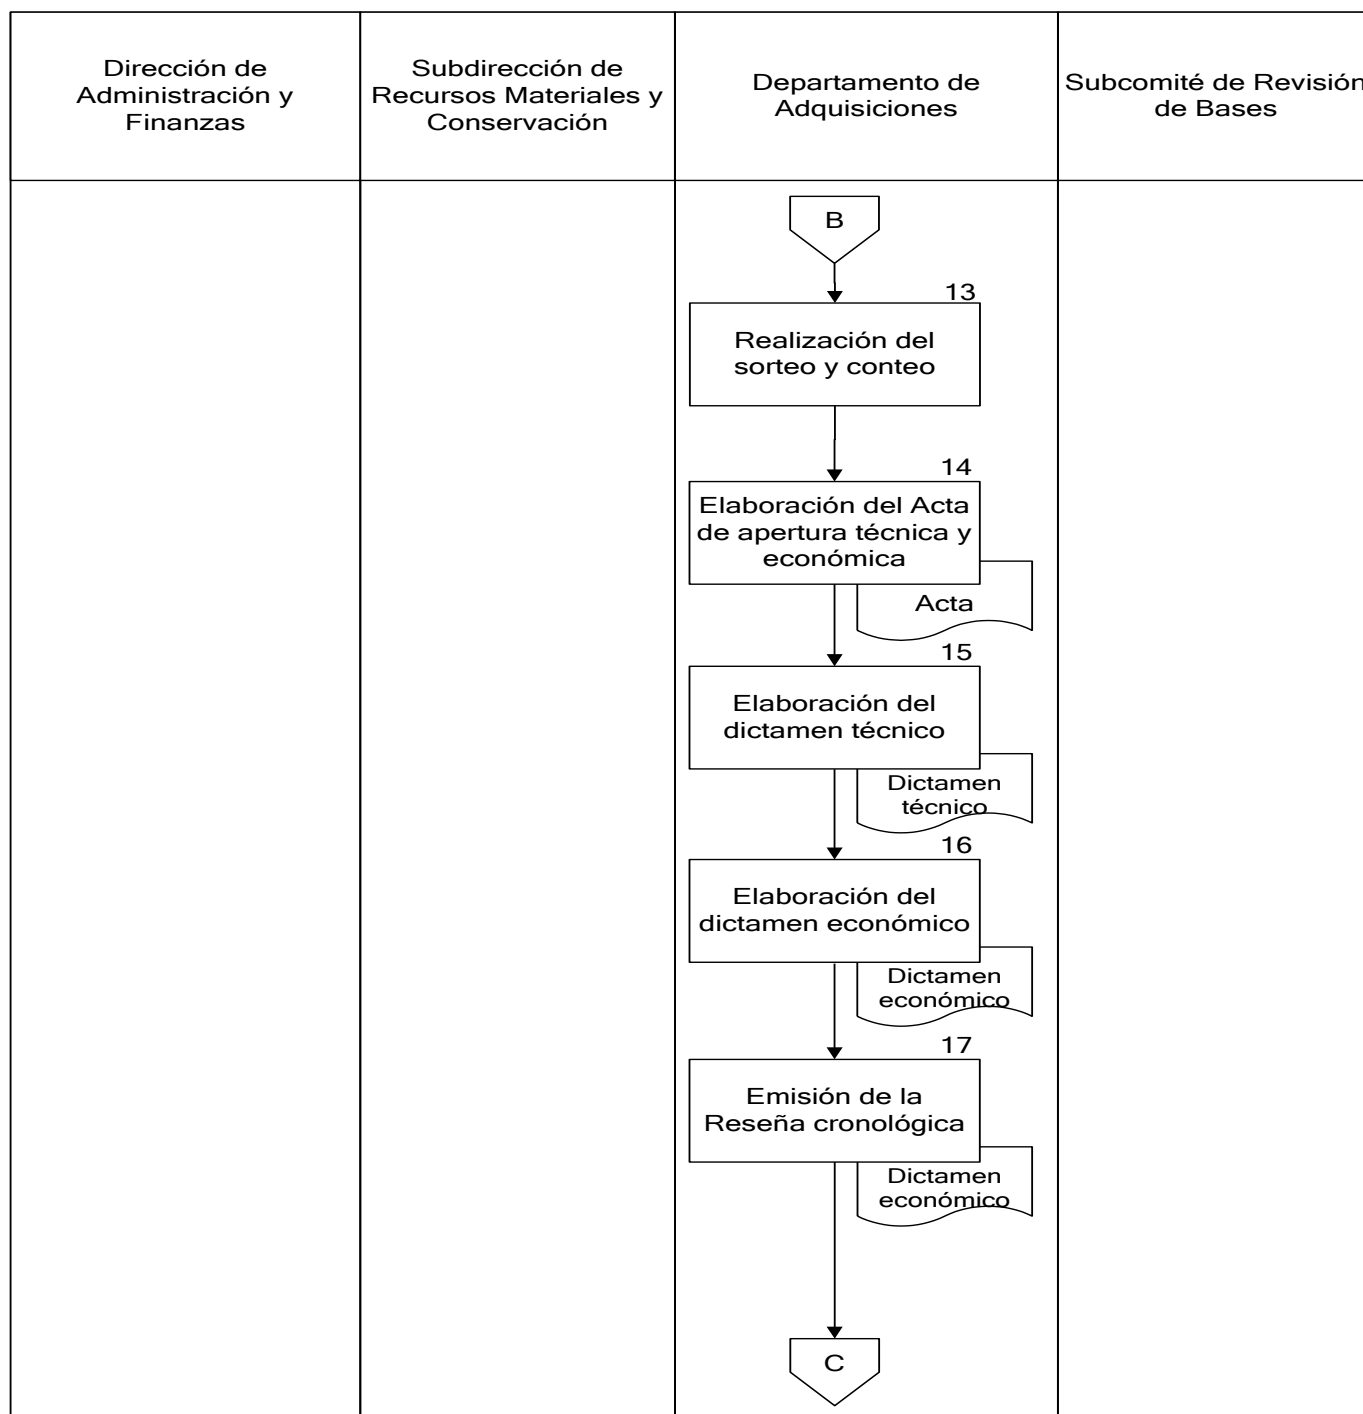 Dirección de
Administración y
Finanzas
Subdirección de
Recursos Materiales y
Conservación
Departamento de
Adquisiciones
Subcomité de Revisión
de Bases
B
13
Realización del
sorteo y conteo
14
Elaboración del Acta
de apertura técnica y
económica
Acta
15
Elaboración del
dictamen técnico
Dictamen
técnico
16
Elaboración del
dictamen económico
Dictamen
económico
17
Emisión de la
Reseña cronológica
Dictamen
económico
C